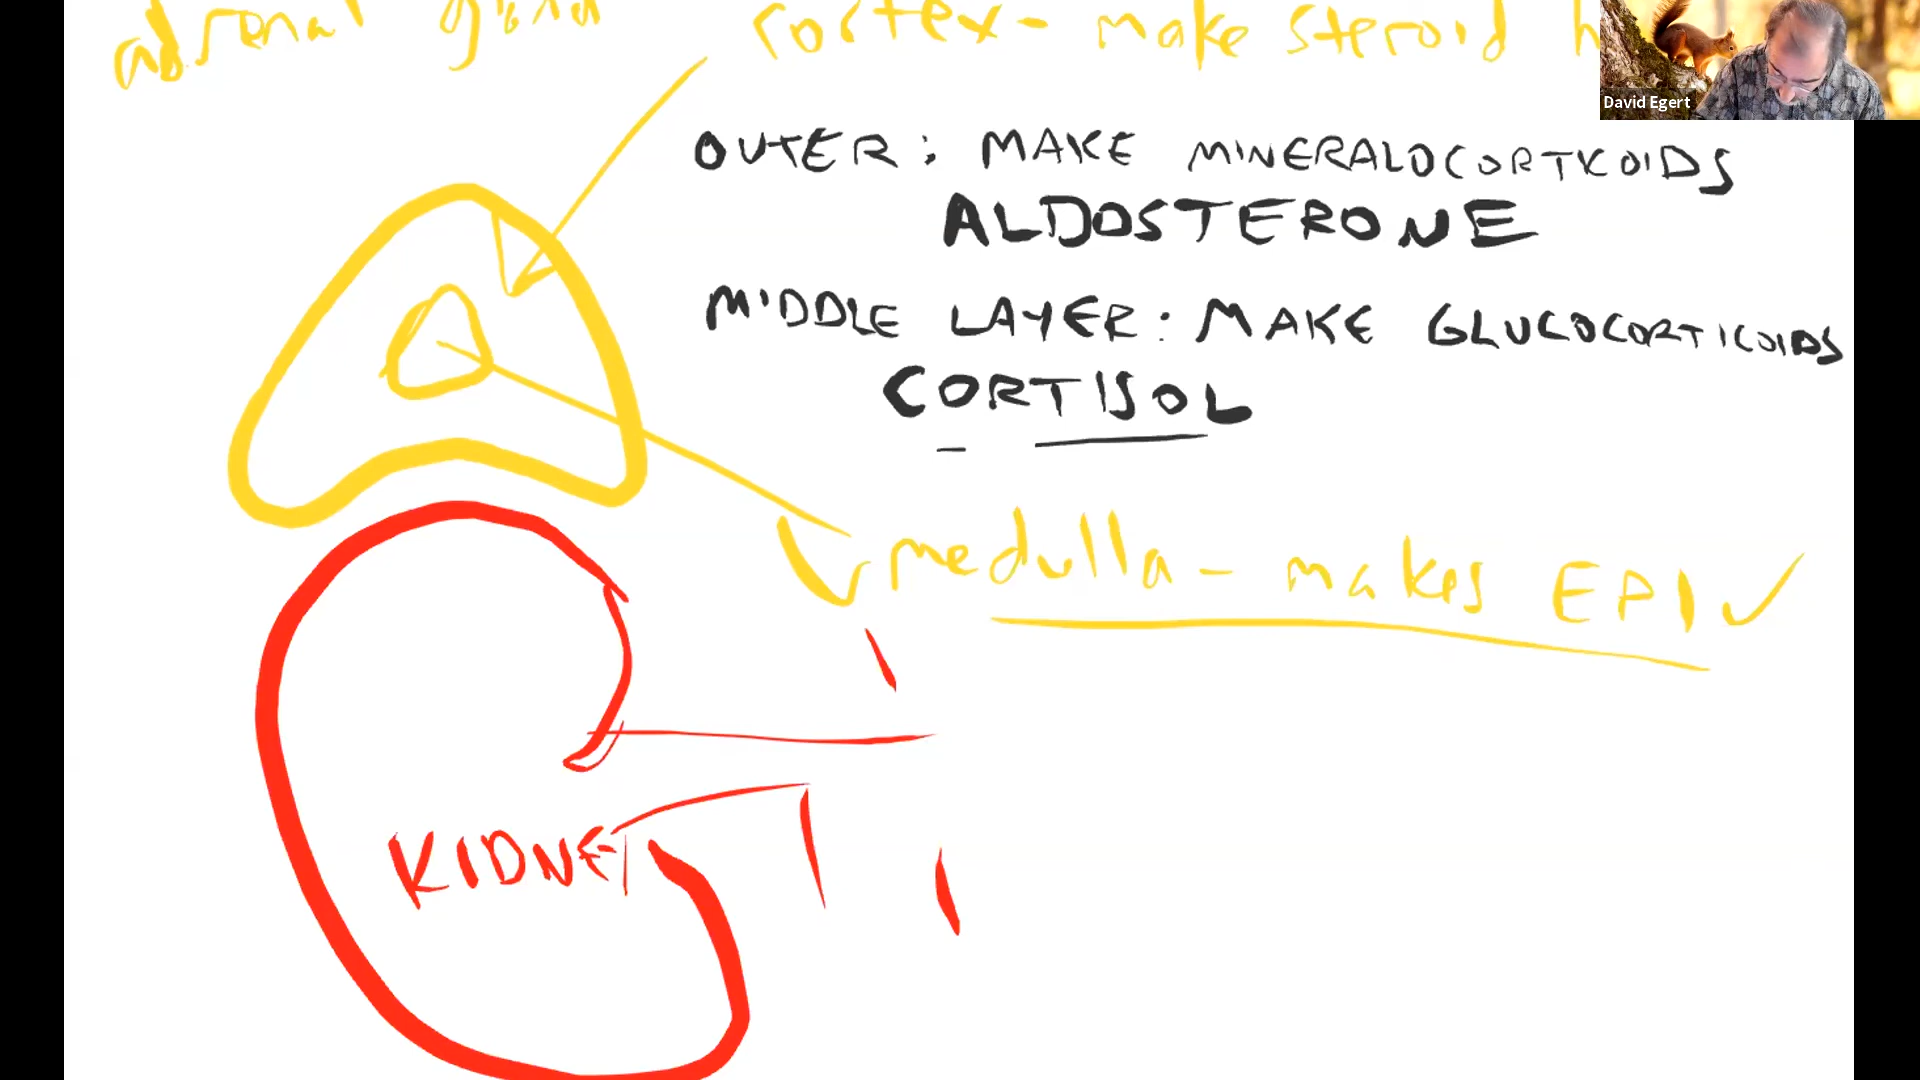 adrenal gland cortex - make steroid h
David Egert
OUTER: MAKE MINERALOCORTICOIDS
ALDOSTERONE
MIDDLE LAYER: MAKE GLUCOCORTICOIDS
CORTISOL
medulla - makes EPI
KIDNEY